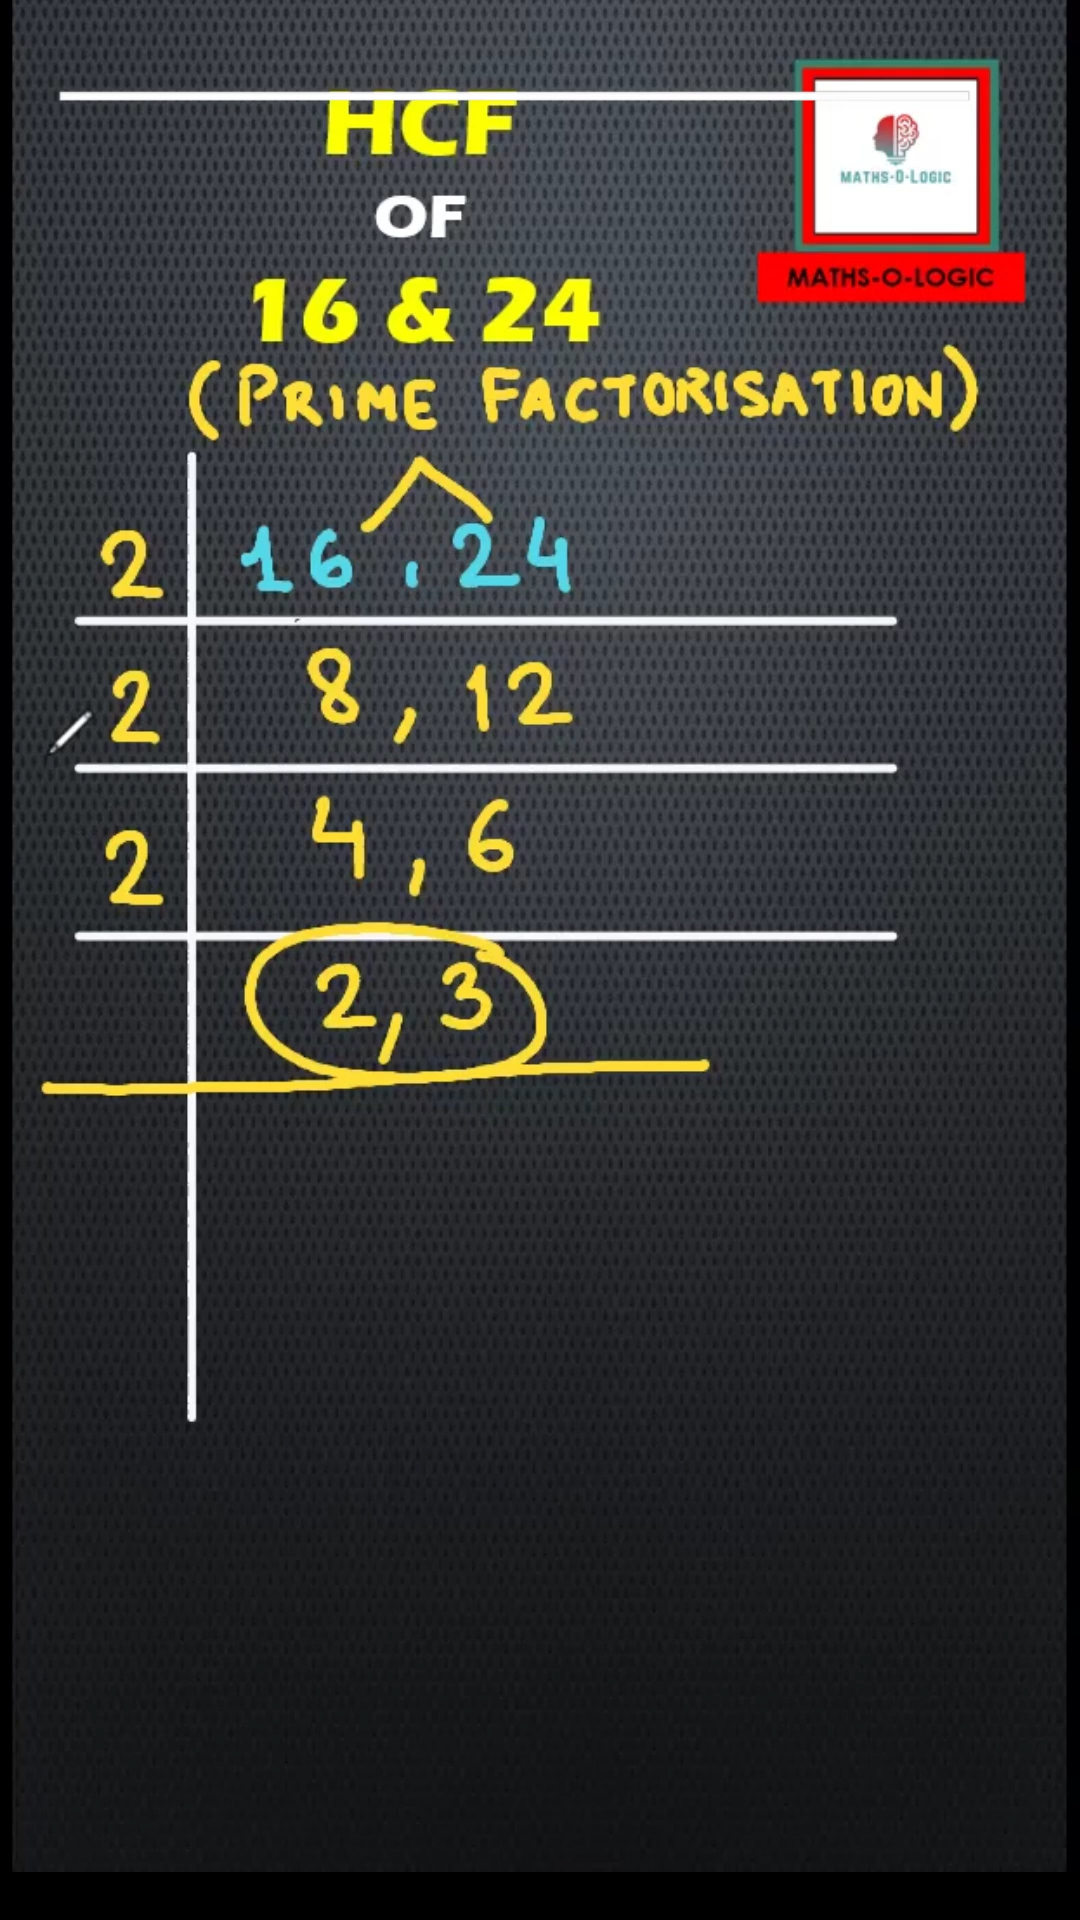 HCF
OF
16 & 24
MATHS-O-LOGIC
MATHS-O-LOGIC
(PRIME FACTORISATION)
2 16 , 24
2 8 , 12
2 4 , 6
2, 3